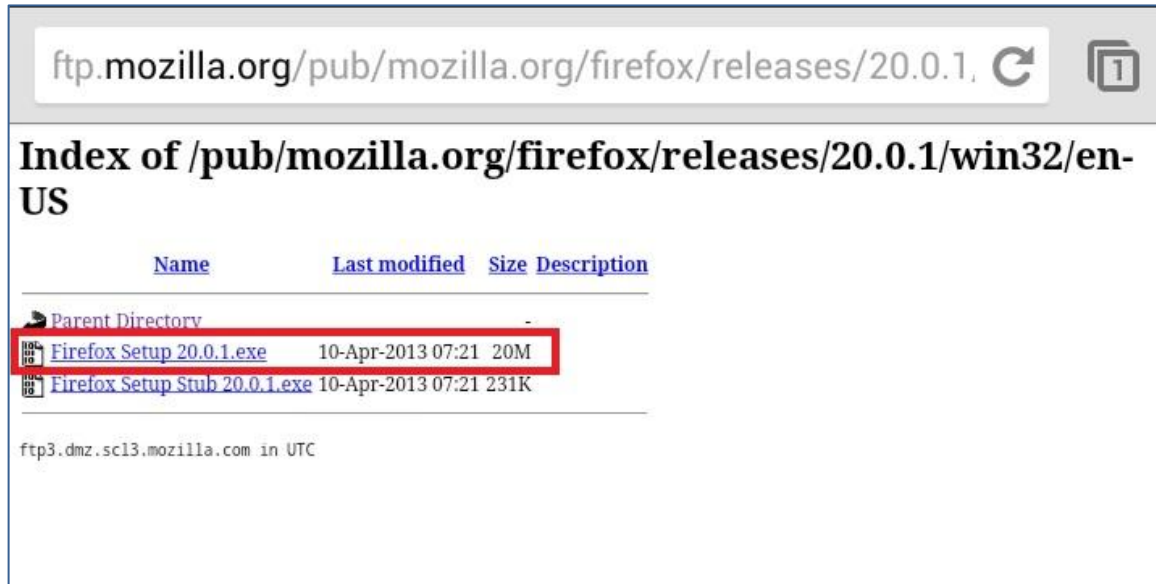 ftp.mozilla.org/pub/mozilla.org/firefox/releases/20.0.1,
1
Index of /pub/mozilla.org/firefox/releases/20.0.1/win32/en-
US
Name Last modified Size Description
Parent Directory -
Firefox Setup 20.0.1.exe 10-Apr-2013 07:21 20M
Firefox Setup Stub 20.0.1.exe 10-Apr-2013 07:21 231K
ftp3.dmz.scl3.mozilla.com in UTC